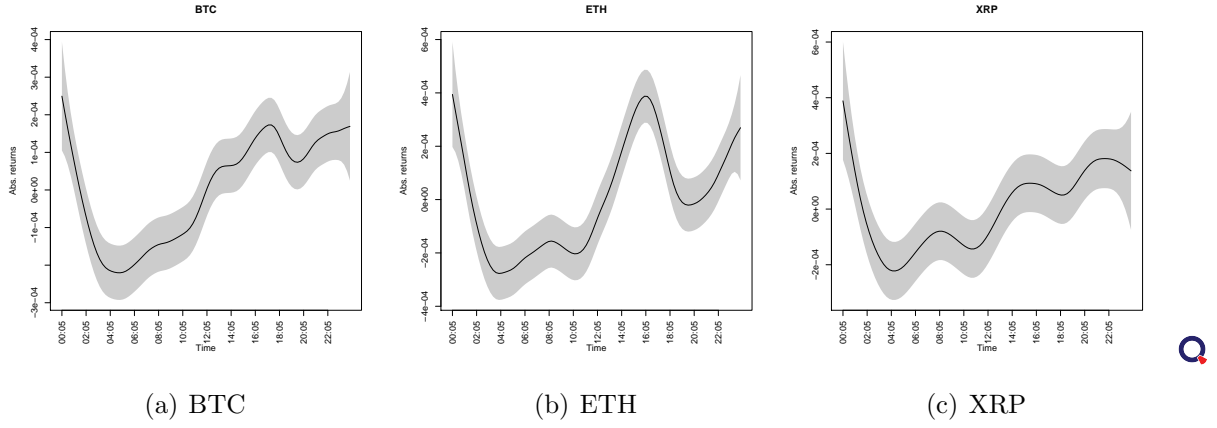 BTC
Abs. returns
4e−04
3e−04
2e−04
1e−04
0e+00
−1e−04
−3e−04
00:05 02:05 04:05 06:05 08:05 10:05 12:05 14:05 16:05 18:05 20:05 22:05
Time
(a) BTC
ETH
Abs. returns
6e−04
4e−04
2e−04
0e+00
−2e−04
−4e−04
00:05 02:05 04:05 06:05 08:05 10:05 12:05 14:05 16:05 18:05 20:05 22:05
Time
(b) ETH
XRP
Abs. returns
6e−04
4e−04
2e−04
0e+00
−2e−04
00:05 02:05 04:05 06:05 08:05 10:05 12:05 14:05 16:05 18:05 20:05 22:05
Time
(c) XRP